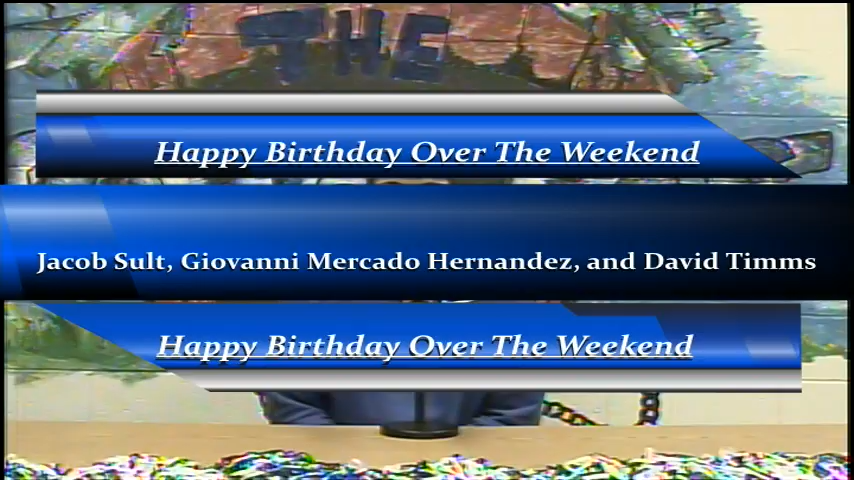 THE
Happy Birthday Over The Weekend
Jacob Sult, Giovanni Mercado Hernandez, and David Timms
Happy Birthday Over The Weekend